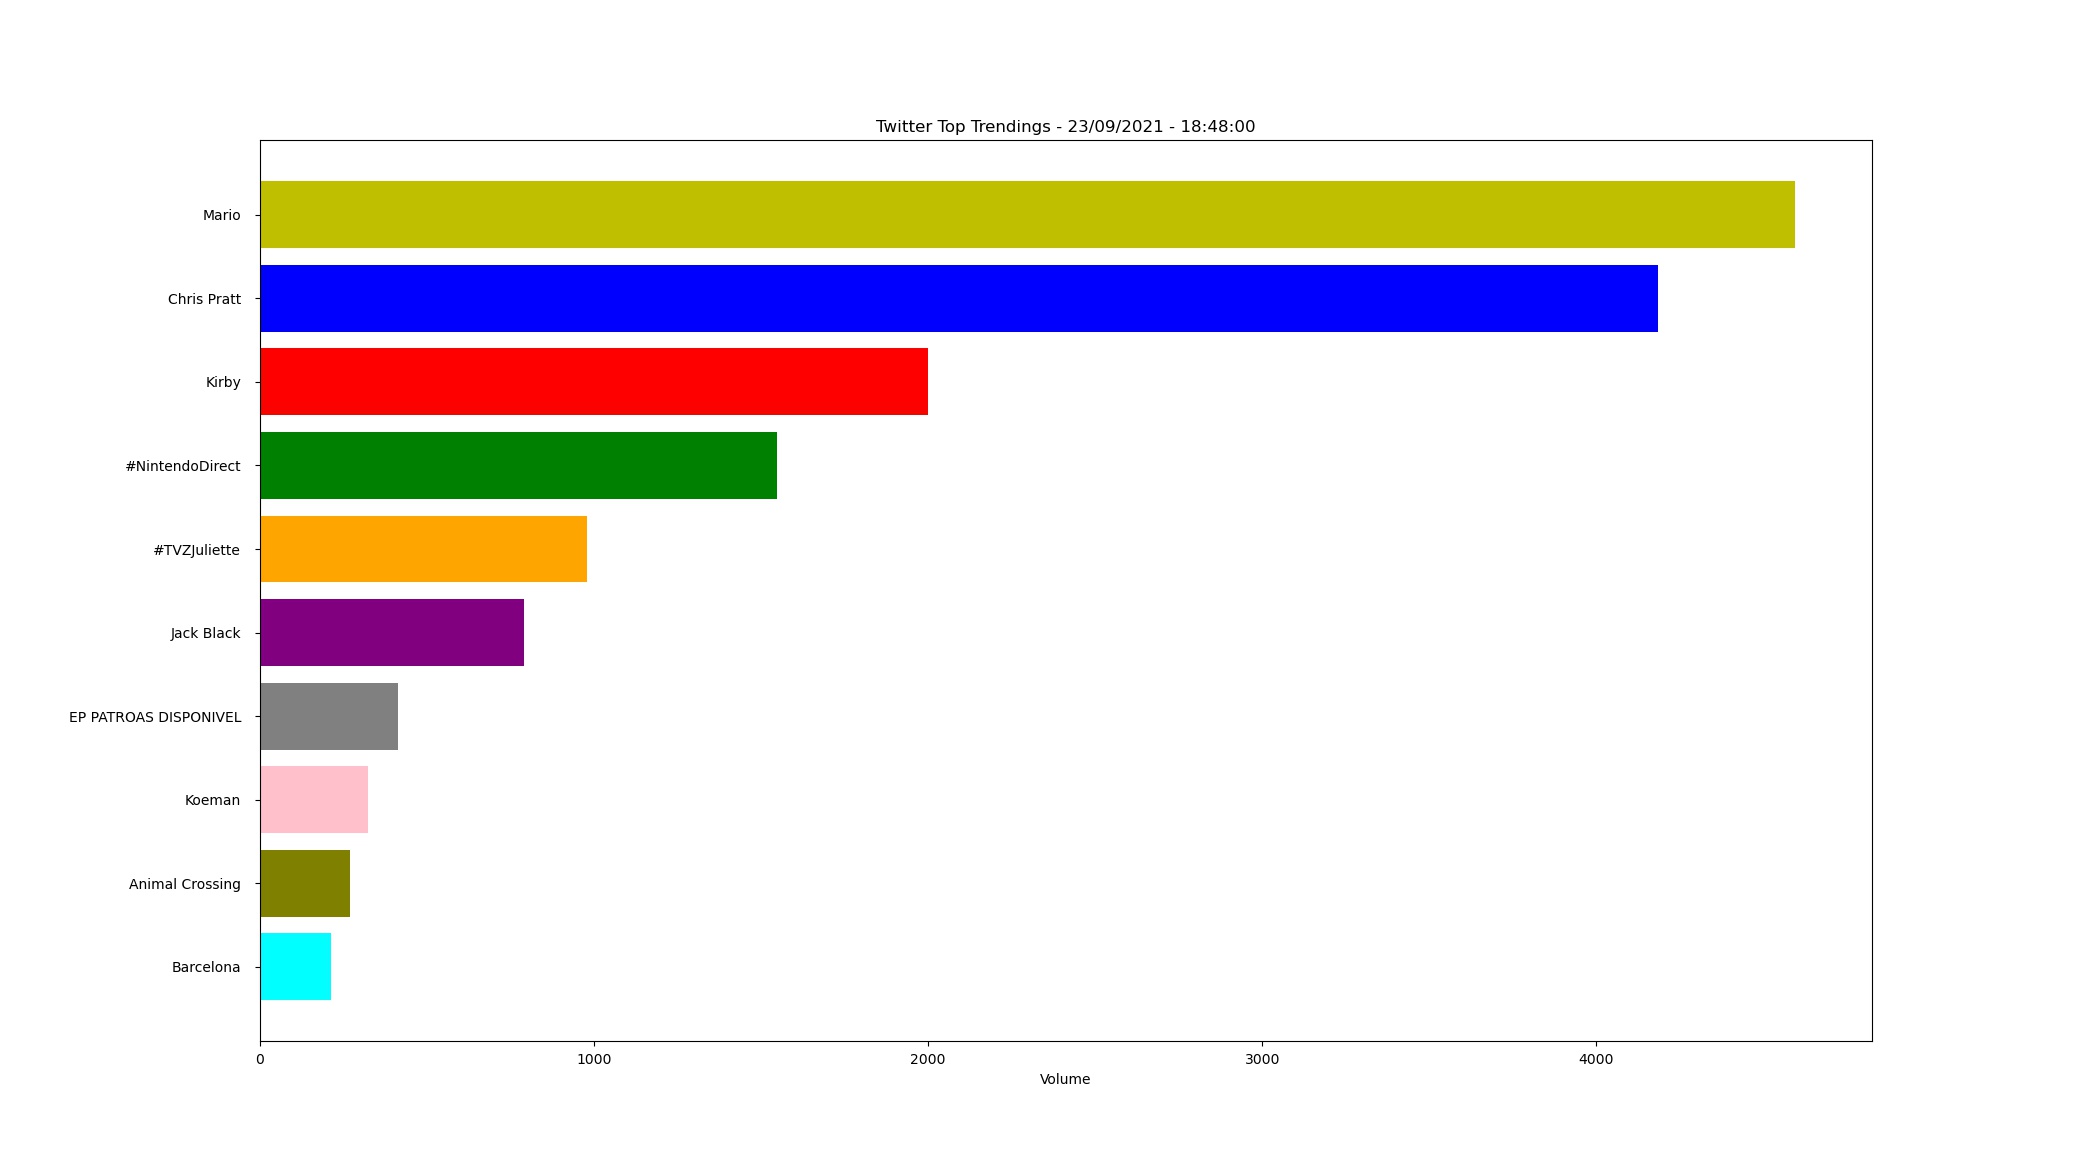 Twitter Top Trendings - 23/09/2021 - 18:48:00
Mario
Chris Pratt
Kirby
#NintendoDirect
#TVZJuliette
Jack Black
EP PATROAS DISPONIVEL
Koeman
Animal Crossing
Barcelona
0 1000 2000 3000 4000
Volume